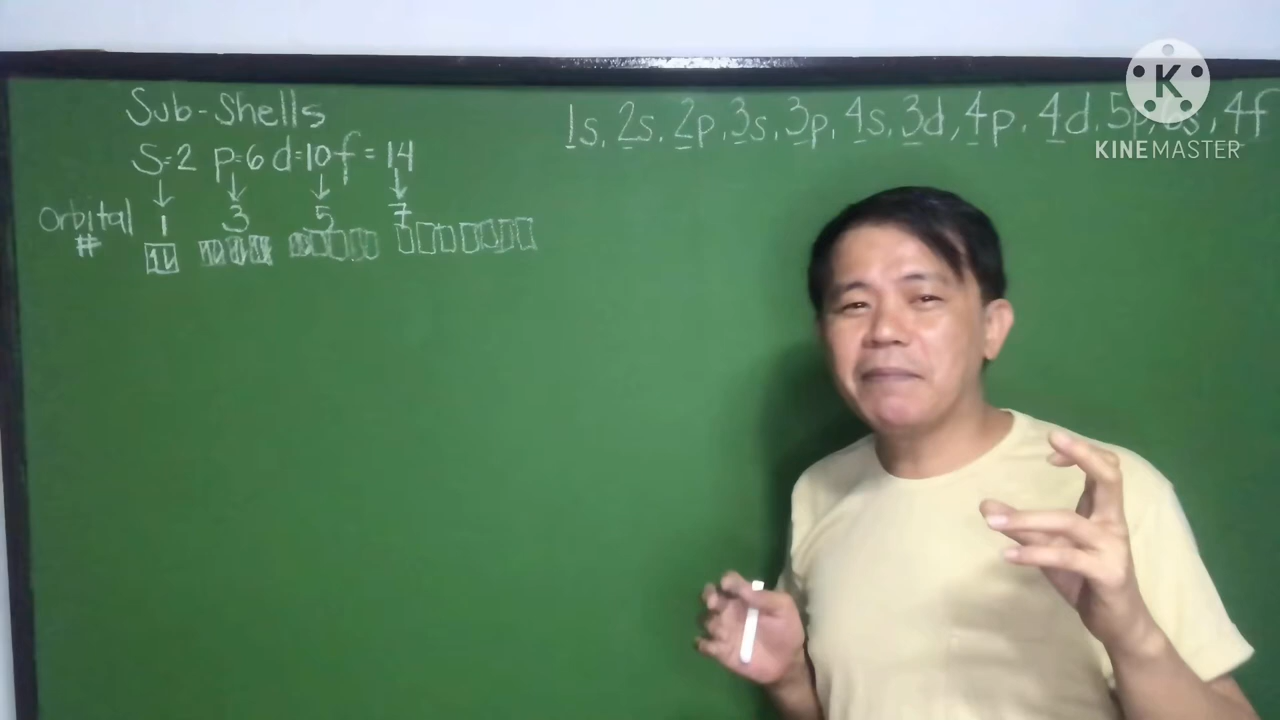 Sub-Shells
S=2 p=6 d=10 f=14
Orbital 1 3 5 7
#
1s, 2s, 2p, 3s, 3p, 4s, 3d, 4p, 4d, 5p, 6s, 4f
K
KINEMASTER